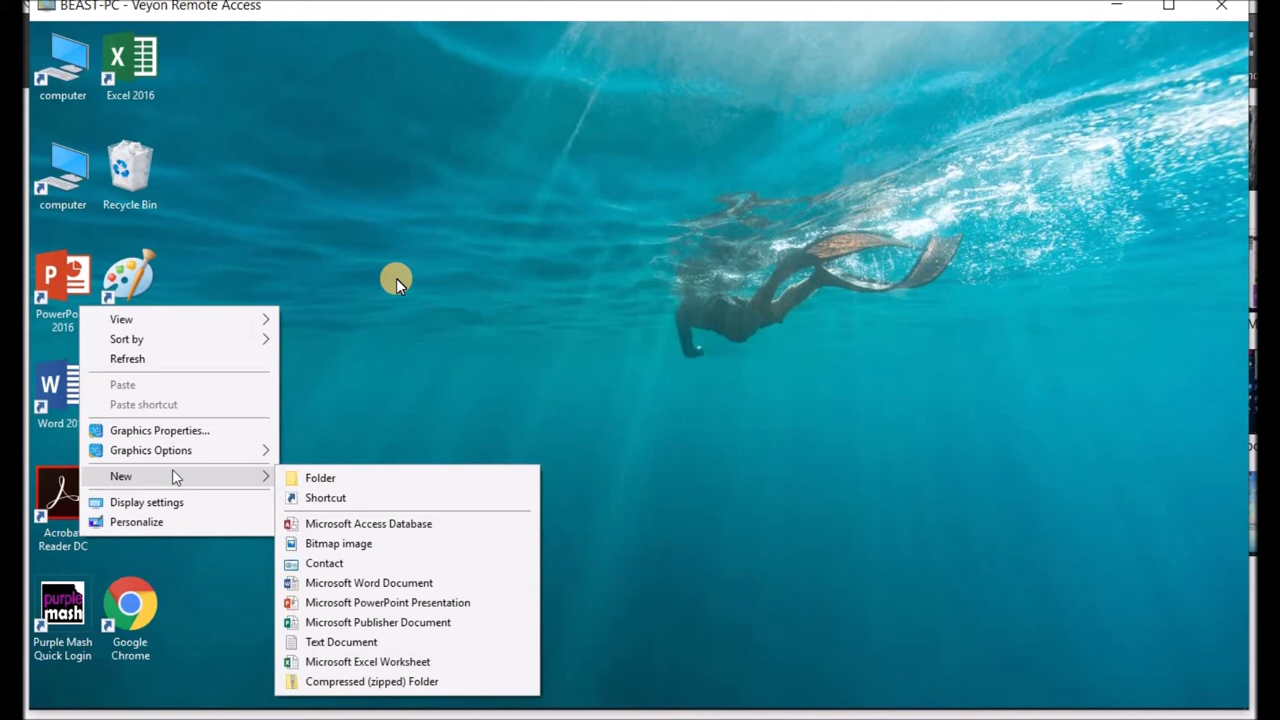 BEAST-PC - Veyon Remote Access
computer
Excel 2016
computer
Recycle Bin
PowerPo
2016
View
Sort by
Refresh
Paste
Paste shortcut
Word 20
Graphics Properties...
Graphics Options
New
Display settings
Personalize
Folder
Shortcut
Microsoft Access Database
Bitmap image
Contact
Microsoft Word Document
Microsoft PowerPoint Presentation
Microsoft Publisher Document
Text Document
Microsoft Excel Worksheet
Compressed (zipped) Folder
Acrobat
Reader DC
purple
mash
Purple Mash
Quick Login
Google
Chrome